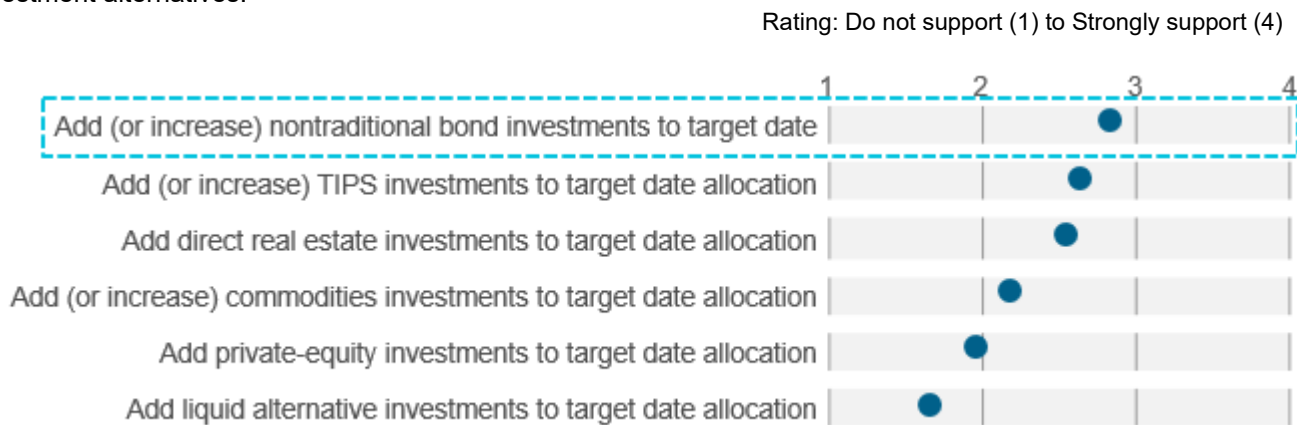 Rating: Do not support (1) to Strongly support (4)
1 2 3 4
Add (or increase) nontraditional bond investments to target date
Add (or increase) TIPS investments to target date allocation
Add direct real estate investments to target date allocation
Add (or increase) commodities investments to target date allocation
Add private-equity investments to target date allocation
Add liquid alternative investments to target date allocation